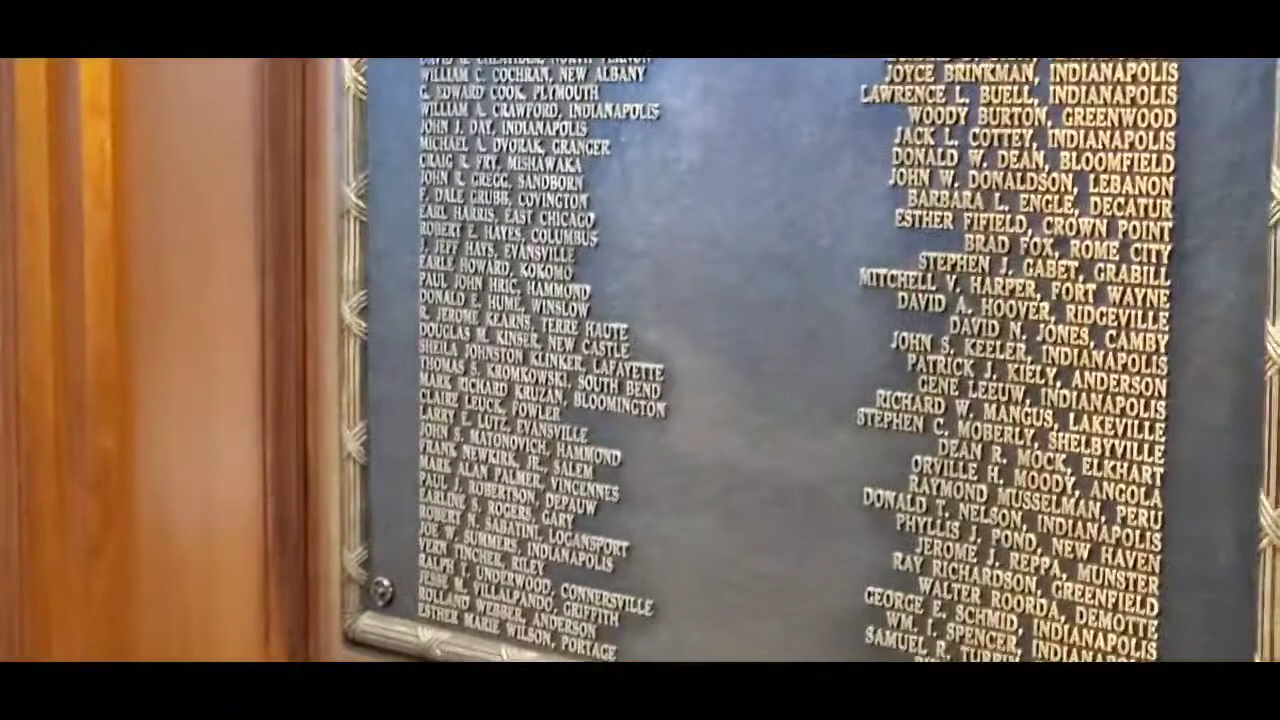 WILLIAM C. COCHRAN, NEW ALBANY
G. EDWARD COOK, PLYMOUTH
WILLIAM A. CRAWFORD, INDIANAPOLIS
JOHN J. DAY, INDIANAPOLIS
MICHAEL A. DVORAK, GRANGER
CRAIG R. FRY, MISHAWAKA
JOHN R. GREGG, SANDBORN
F. DALE GRUBB, COVINGTON
EARL HARRIS, EAST CHICAGO
ROBERT E. HAYES, COLUMBUS
J. JEFF HAYS, EVANSVILLE
EARLE HOWARD, KOKOMO
PAUL JOHN HRIC, HAMMOND
DONALD E. HUME, WINSLOW
R. JEROME KEARNS, TERRE HAUTE
DOUGLAS M. KINSER, NEW CASTLE
SHEILA JOHNSTON KLINKER, LAFAYETTE
THOMAS S. KROMKOWSKI, SOUTH BEND
MARK RICHARD KRUZAN, BLOOMINGTON
CLAIRE LEUCK, FOWLER
LARRY E. LUTZ, EVANSVILLE
JOHN S. MATONOVICH, HAMMOND
FRANK NEWKIRK, JR., SALEM
MARK ALAN PALMER, VINCENNES
PAUL J. ROBERTSON, DEPAUW
EARLINE S. ROGERS, GARY
ROBERT N. SABATINI, LOGANSPORT
JOE W. SUMMERS, INDIANAPOLIS
VERN TINCHER, RILEY
RALPH T. UNDERWOOD, CONNERSVILLE
JESSE M. VILLALPANDO, GRIFFITH
ROLLAND WEBBER, ANDERSON
ESTHER MARIE WILSON, PORTAGE
JOYCE BRINKMAN, INDIANAPOLIS
LAWRENCE L. BUELL, INDIANAPOLIS
WOODY BURTON, GREENWOOD
JACK L. COTTEY, INDIANAPOLIS
DONALD W. DEAN, BLOOMFIELD
JOHN W. DONALDSON, LEBANON
BARBARA L. ENGLE, DECATUR
ESTHER FIFIELD, CROWN POINT
BRAD FOX, ROME CITY
STEPHEN J. GABET, GRABILL
MITCHELL V. HARPER, FORT WAYNE
DAVID A. HOOVER, RIDGEVILLE
DAVID N. JONES, CAMBY
JOHN S. KEELER, INDIANAPOLIS
PATRICK J. KIELY, ANDERSON
GENE LEEUW, INDIANAPOLIS
RICHARD W. MANGUS, LAKEVILLE
STEPHEN C. MOBERLY, SHELBYVILLE
DEAN R. MOCK, ELKHART
ORVILLE H. MOODY, ANGOLA
RAYMOND MUSSELMAN, PERU
DONALD T. NELSON, INDIANAPOLIS
PHYLLIS J. POND, NEW HAVEN
JEROME J. REPPA, MUNSTER
RAY RICHARDSON, GREENFIELD
WALTER ROORDA, DEMOTTE
GEORGE E. SCHMID, INDIANAPOLIS
WM. I. SPENCER, INDIANAPOLIS
SAMUEL R. TURPIN,